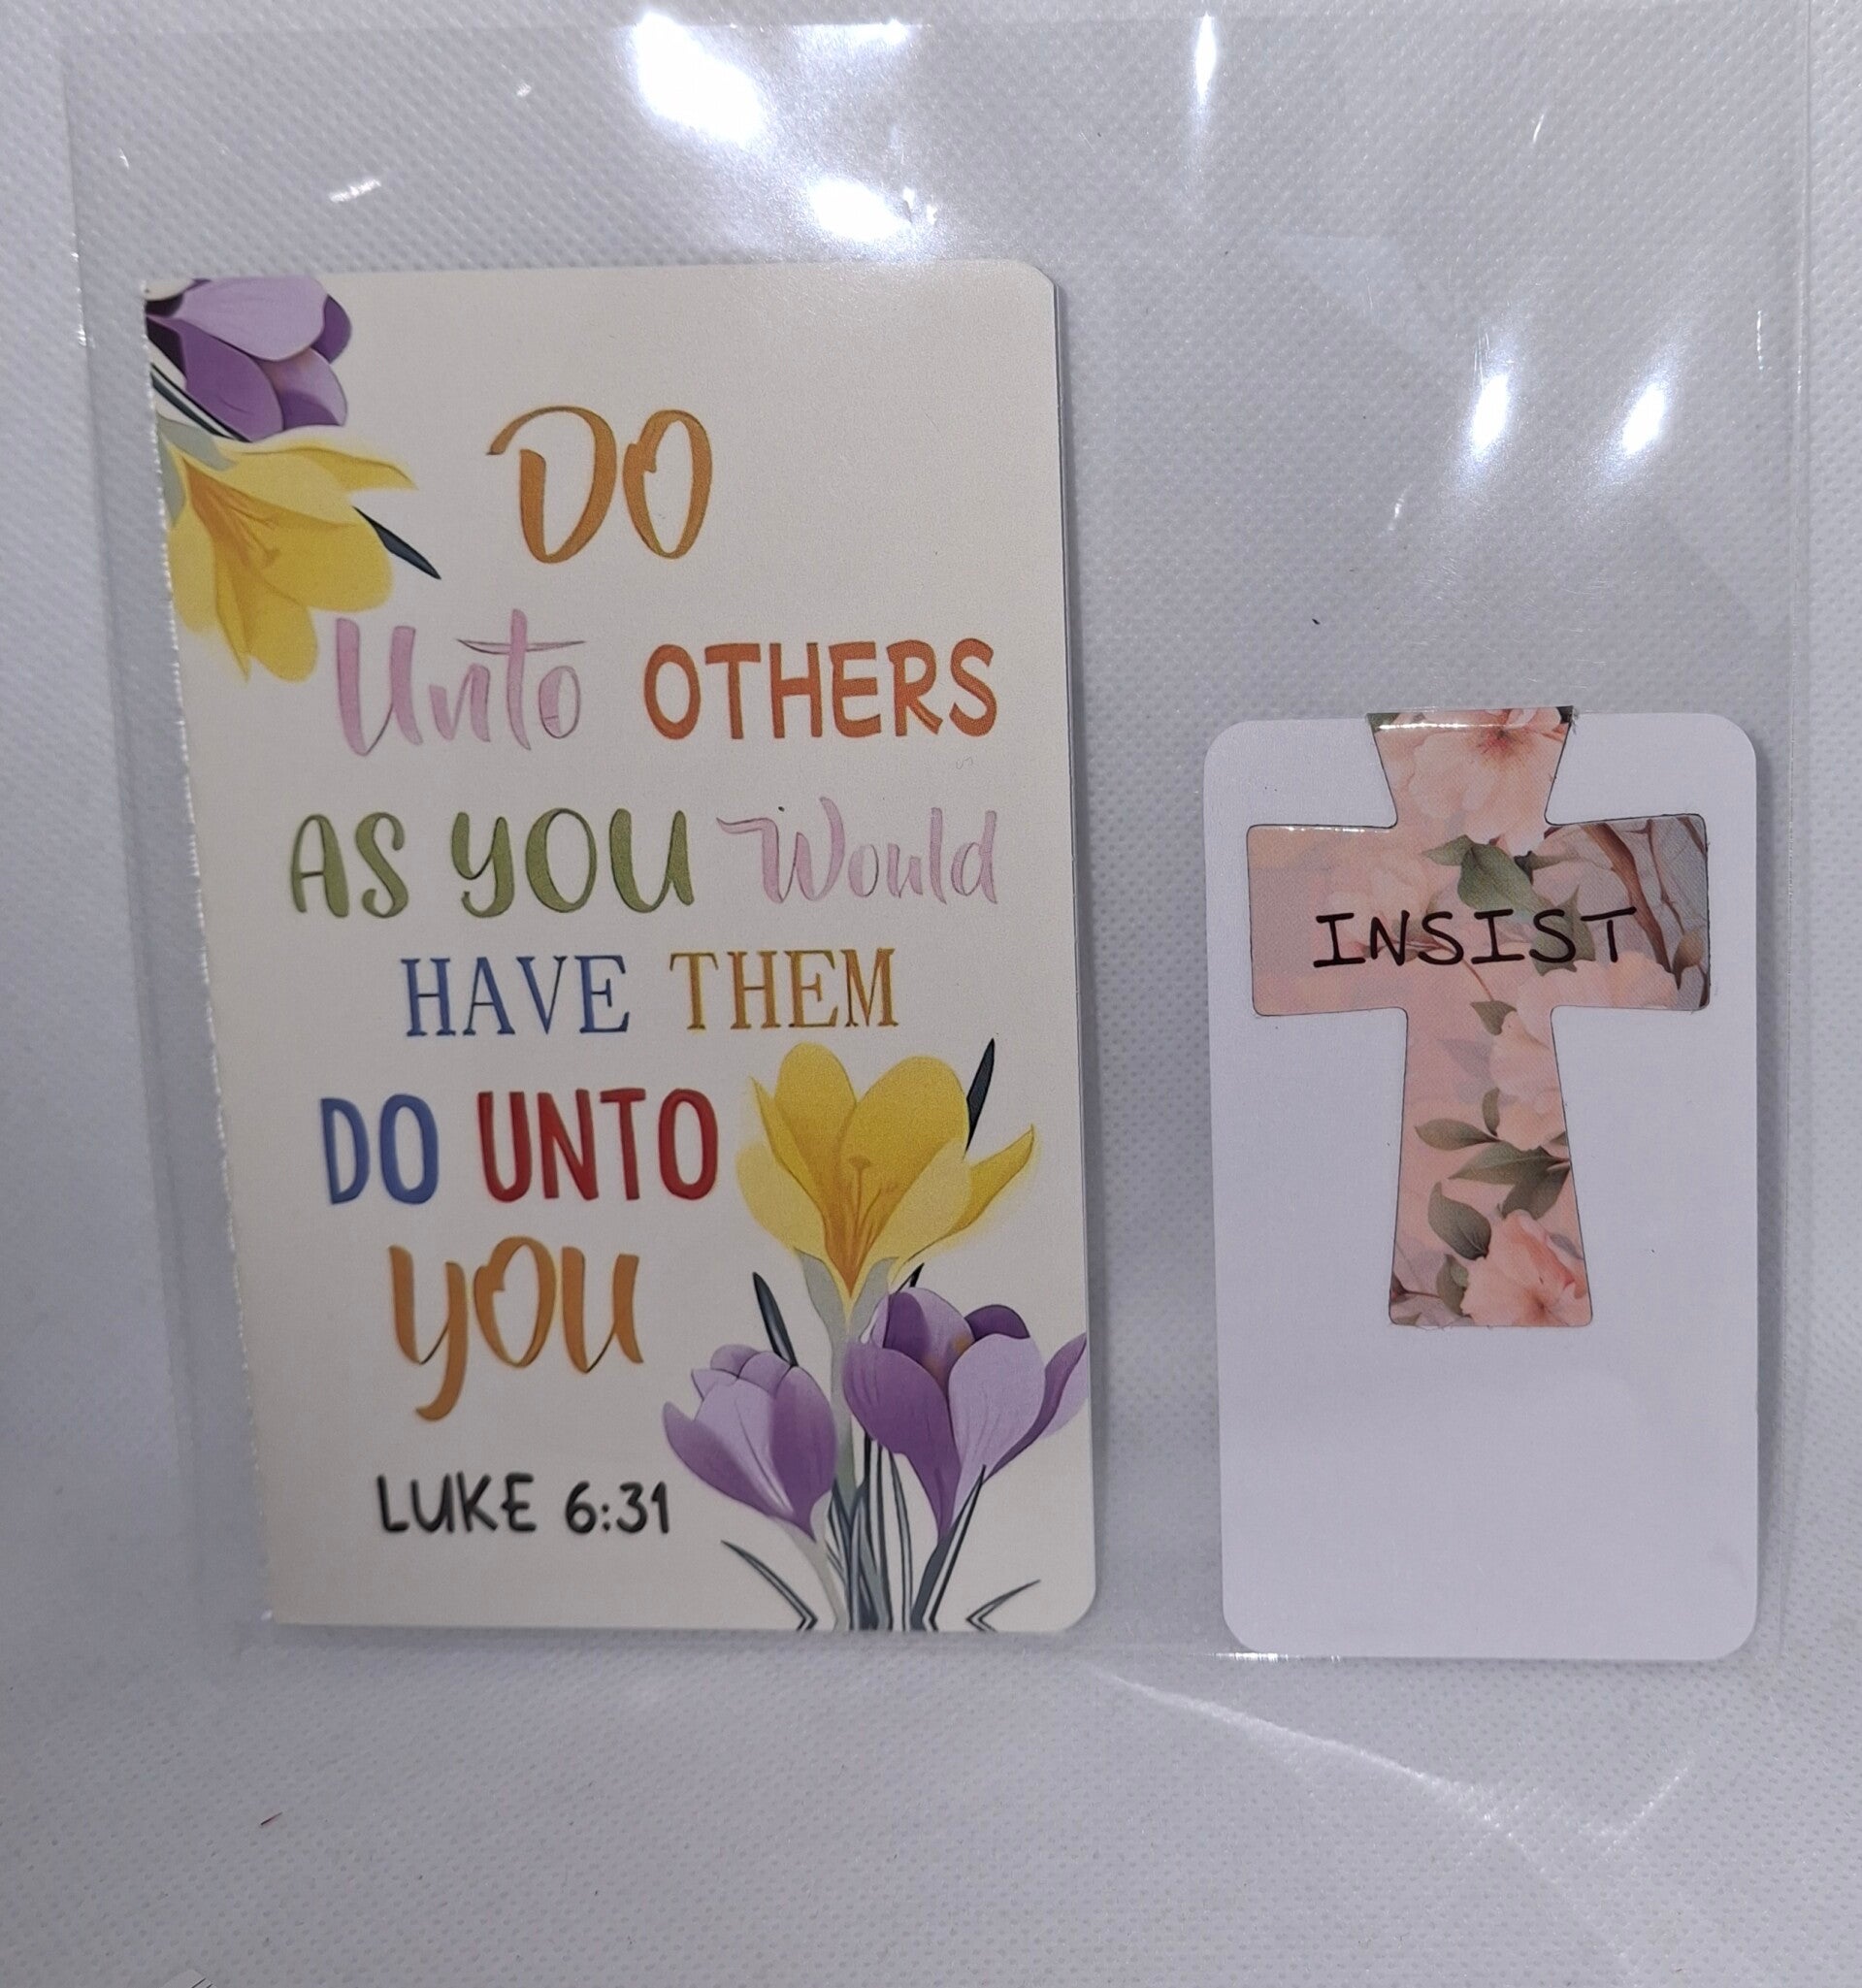 DO
Unto OTHERS
AS YOU Would
HAVE THEM
DO UNTO
YOU
LUKE 6:31
INSIST